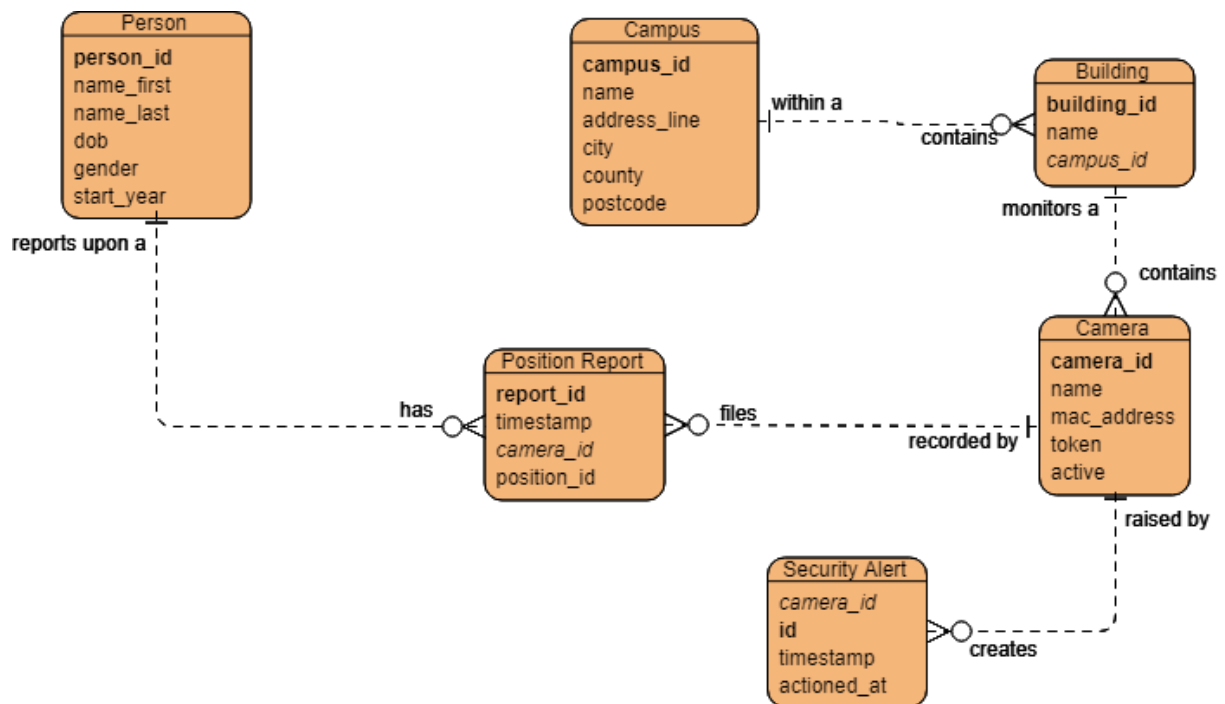 Person
person_id
name_first
name_last
dob
gender
start_year
reports upon a
Campus
campus_id
name
address_line
city
county
postcode
within a
contains
Building
building_id
name
campus_id
monitors a
contains
Camera
camera_id
name
mac_address
token
active
Position Report
report_id
timestamp
camera_id
position_id
has
files
recorded by
raised by
Security Alert
camera_id
id
timestamp
actioned_at
creates